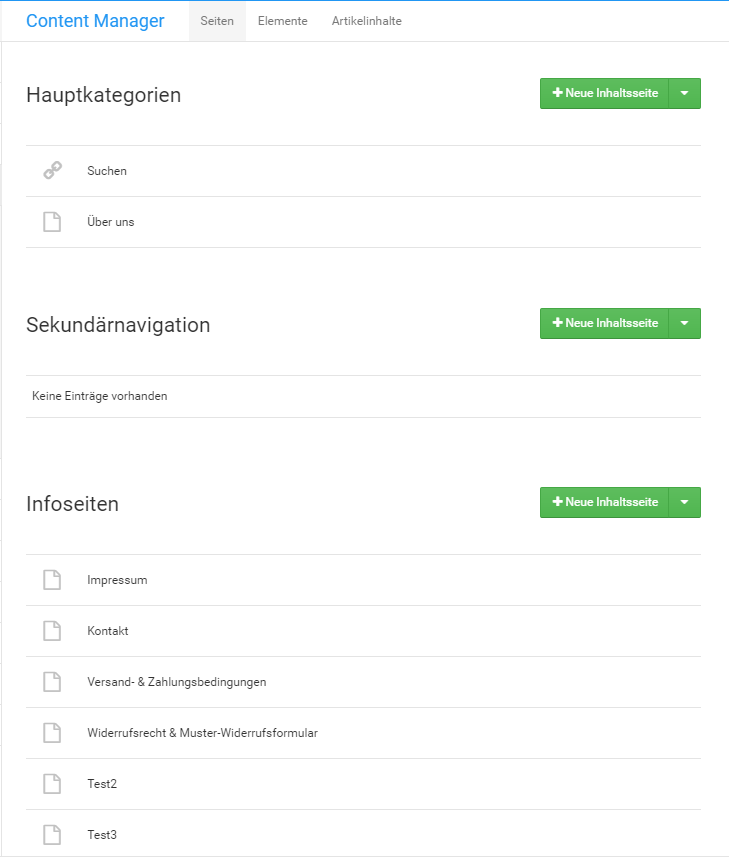 Content Manager Seiten Elemente Artikelinhalte
Hauptkategorien Neue Inhaltsseite
Suchen
Über uns
Sekundärnavigation Neue Inhaltsseite
Keine Einträge vorhanden
Infoseiten Neue Inhaltsseite
Impressum
Kontakt
Versand- & Zahlungsbedingungen
Widerrufsrecht & Muster-Widerrufsformular
Test2
Test3